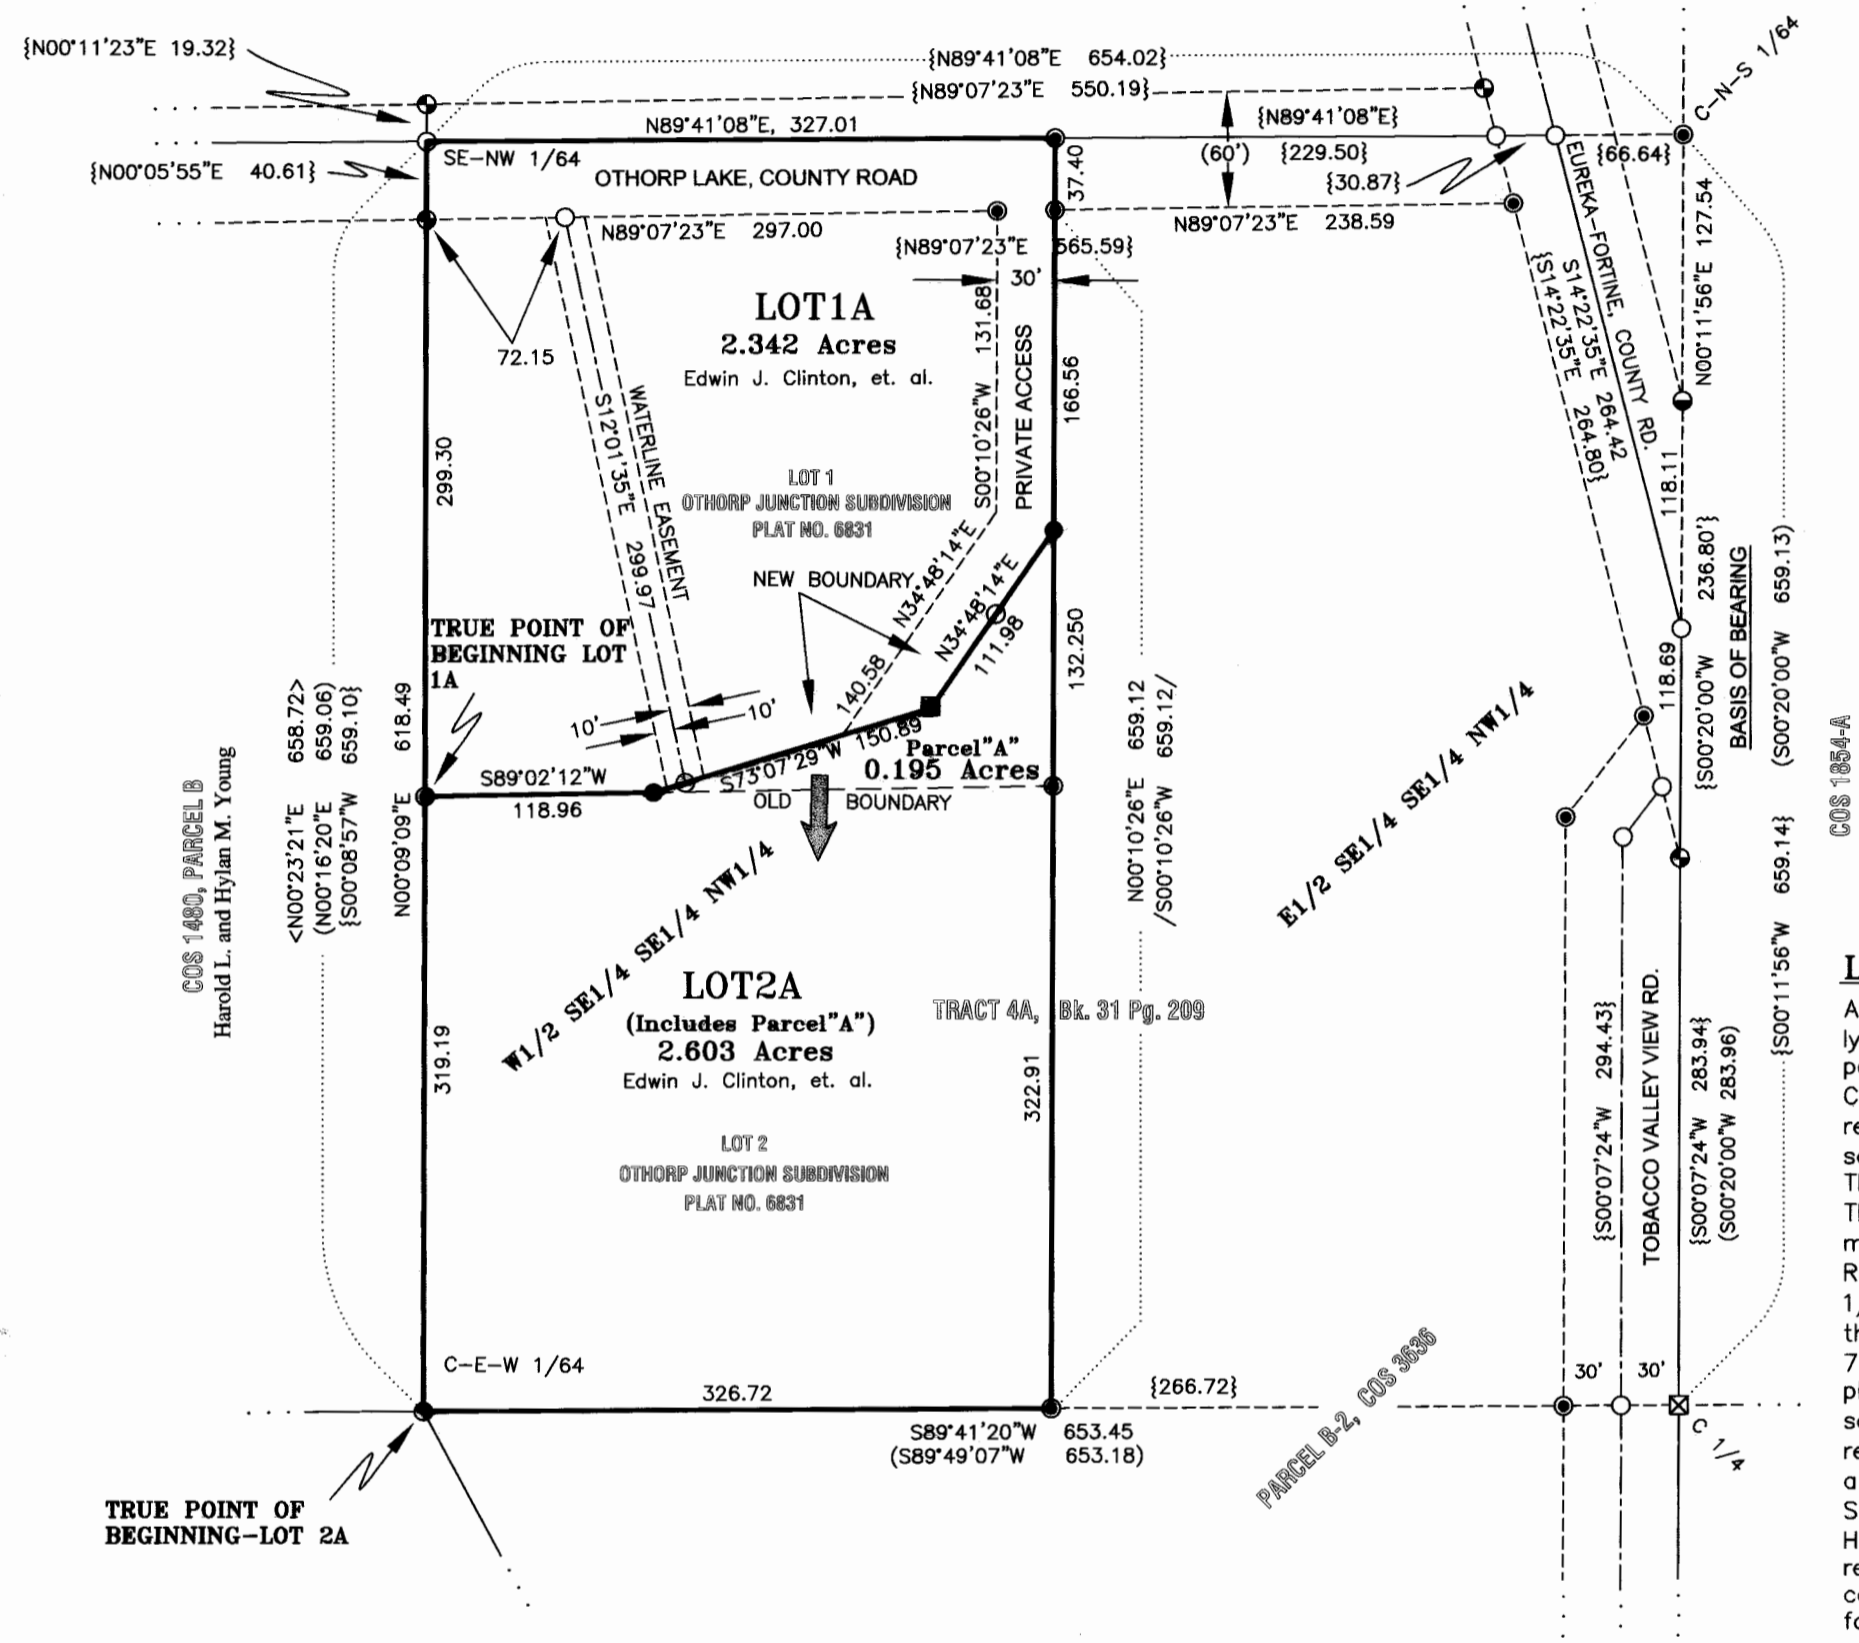 {N00°11'23"E 19.32}
{N89°41'08"E 654.02}
{N89°07'23"E 550.19}
C-N-S 1/64
N89°41'08"E, 327.01
{N89°41'08"E}
SE-NW 1/64
(60') {229.50}
{66.64}
{N00°05'55"E 40.61}
OTHORP LAKE, COUNTY ROAD
37.40
{30.87}
N89°07'23"E 297.00
N89°07'23"E 238.59
{N89°07'23"E 565.59}
30'
EUREKA-FORTINE, COUNTY RD.
S14°22'35"E 264.42
{S14°22'35"E 264.80}
N00°11'56"E 127.54
LOT1A
2.342 Acres
Edwin J. Clinton, et. al.
72.15
S00°10'26"W 131.68
PRIVATE ACCESS
166.56
299.30
WATERLINE EASEMENT
S12°01'35"E 299.97
LOT 1
OTHORP JUNCTION SUBDIVISION
PLAT NO. 6831
118.11
NEW BOUNDARY
N34°48'14"E
140.58
N34°48'14"E
111.98
132.250
TRUE POINT OF
BEGINNING LOT
1A
118.69
{S00°20'00"W 236.80'}
BASIS OF BEARING
(S00°20'00"W 659.13)
COS 1854-A
10'
10'
S89°02'12"W
118.96
S73°07'29"W 150.89
Parcel"A"
0.195 Acres
OLD BOUNDARY
COS 1480, PARCEL B
Harold L. and Hylan M. Young
<N00°23'21"E 658.72>
(N00°16'20"E 659.06)
{S00°08'57"W 659.10}
N00°09'09"E 618.49
N00°10'26"E 659.12
/S00°10'26"W 659.12/
W1/2 SE1/4 SE1/4 NW1/4
E1/2 SE1/4 SE1/4 NW1/4
{S00°11'56"W 659.14}
LOT2A
(Includes Parcel"A")
2.603 Acres
Edwin J. Clinton, et. al.
TRACT 4A, Bk. 31 Pg. 209
319.19
322.91
LOT 2
OTHORP JUNCTION SUBDIVISION
PLAT NO. 6831
{S00°07'24"W 294.43}
TOBACCO VALLEY VIEW RD.
{S00°07'24"W 283.94}
(S00°20'00"W 283.96)
C-E-W 1/64
326.72
{266.72}
30'
30'
S89°41'20"W 653.45
(S89°49'07"W 653.18)
PARCEL B-2, COS 3636
C 1/4
TRUE POINT OF
BEGINNING-LOT 2A